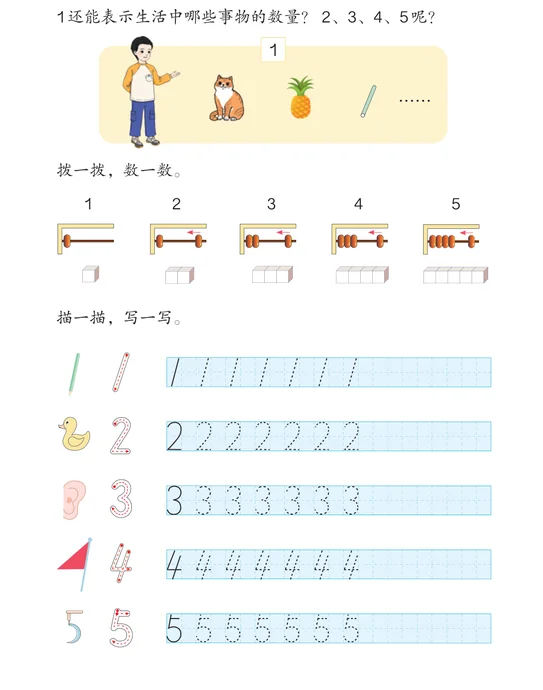 1还能表示生活中哪些事物的数量？ 2、3、4、5呢？
1
……
拨一拨，数一数。
1 2 3 4 5
描一描，写一写。
1 1 1 1 1 1 1 1
2 2 2 2 2 2 2 2
3 3 3 3 3 3 3 3
4 4 4 4 4 4 4 4
5 5 5 5 5 5 5 5